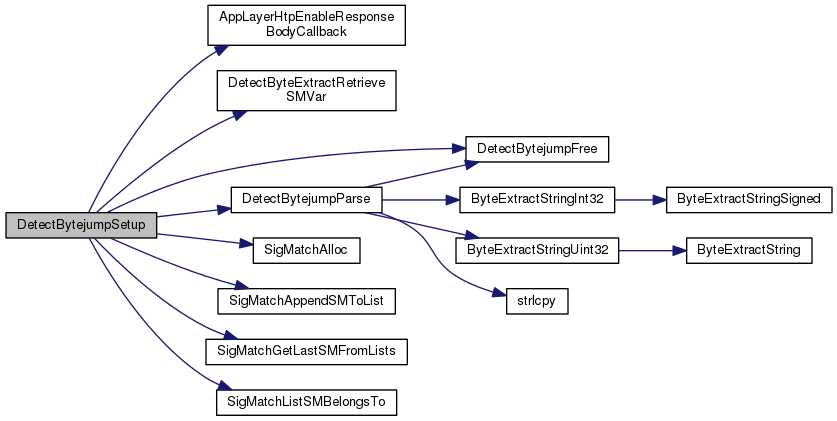 AppLayerHtpEnableResponse
BodyCallback
DetectByteExtractRetrieve
SMVar
DetectBytejumpFree
DetectBytejumpParse
ByteExtractStringInt32
ByteExtractStringSigned
DetectBytejumpSetup
SigMatchAlloc
ByteExtractStringUint32
ByteExtractString
SigMatchAppendSMToList
strlcpy
SigMatchGetLastSMFromLists
SigMatchListSMBelongsTo